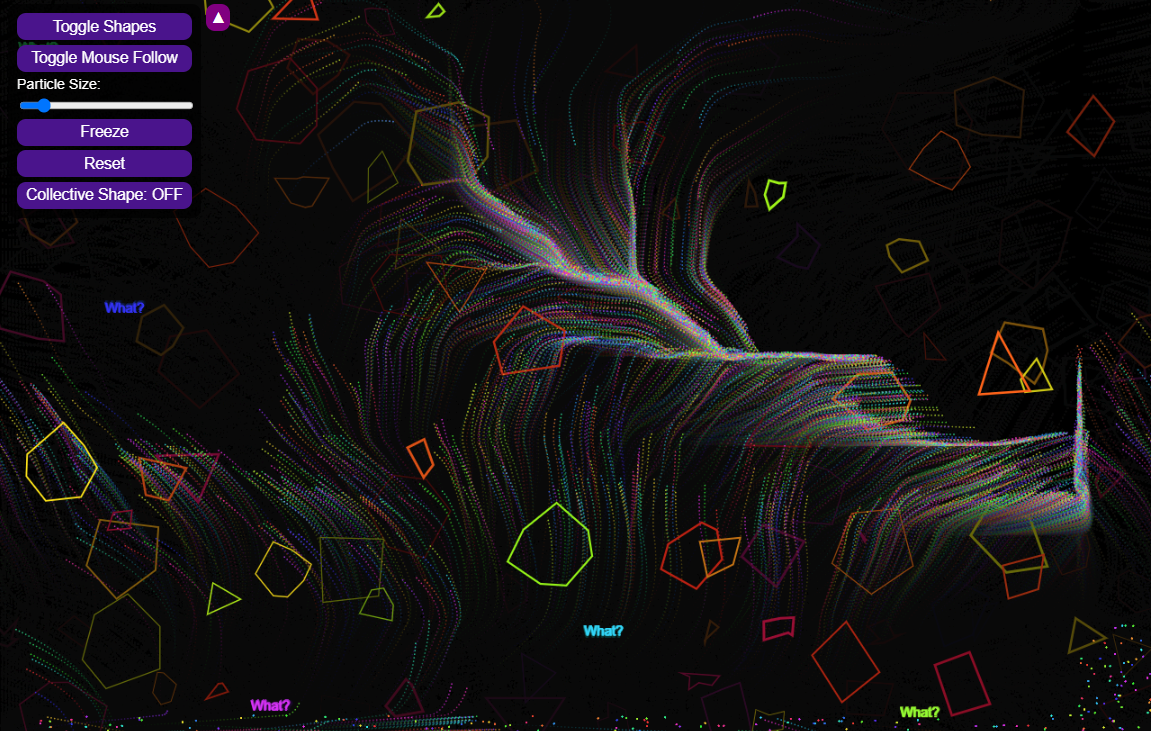 Toggle Shapes
Toggle Mouse Follow
Particle Size:
Freeze
Reset
Collective Shape: OFF
What?
What?
What?
What?